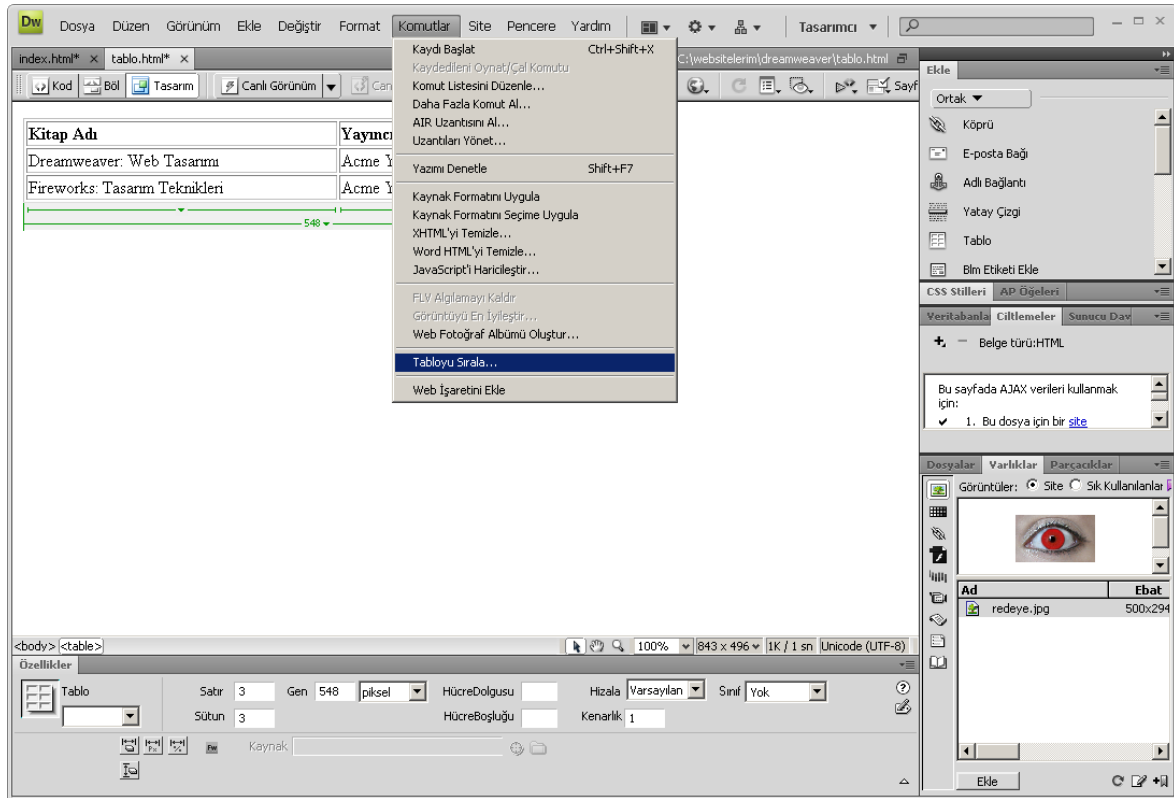 Dw Dosya Düzen Görünüm Ekle Değiştir Format Komutlar Site Pencere Yardım Tasarımcı
index.html* tablo.html* C:\websitelerim\dreamweaver\tablo.html
Kod Böl Tasarım Canlı Görünüm Can Sayf
Kitap Adı Yayıncı
Dreamweaver: Web Tasarımı Acme Y
Fireworks: Tasarım Teknikleri Acme Y
548
Kaydı Başlat Ctrl+Shift+X
Kaydedileni Oynat/Çal Komutu
Komut Listesini Düzenle...
Daha Fazla Komut Al...
AIR Uzantısını Al...
Uzantıları Yönet...
Yazımı Denetle Shift+F7
Kaynak Formatını Uygula
Kaynak Formatını Seçime Uygula
XHTML'yi Temizle...
Word HTML'yi Temizle...
JavaScript'i Haricileştir...
FLV Algılamayı Kaldır
Görüntüyü En İyileştir...
Web Fotoğraf Albümü Oluştur...
Tabloyu Sırala...
Web İşaretini Ekle
Ekle
Ortak
Köprü
E-posta Bağı
Adlı Bağlantı
Yatay Çizgi
Tablo
Blm Etiketi Ekle
CSS Stilleri AP Öğeleri
Veritabanla Ciltlemeler Sunucu Dav
Belge türü:HTML
Bu sayfada AJAX verileri kullanmak
için:
1. Bu dosya için bir site
Dosyalar Varlıklar Parçacıklar
Görüntüler: Site Sık Kullanılanlar
Ad Ebat
redeye.jpg 500x294
Ekle
<body> <table> 100% 843 x 496 1K / 1 sn Unicode (UTF-8)
Özellikler
Tablo Satır 3 Gen 548 piksel HücreDolgusu Hizala Varsayılan Sınıf Yok
Sütun 3 HücreBoşluğu Kenarlık 1
Kaynak